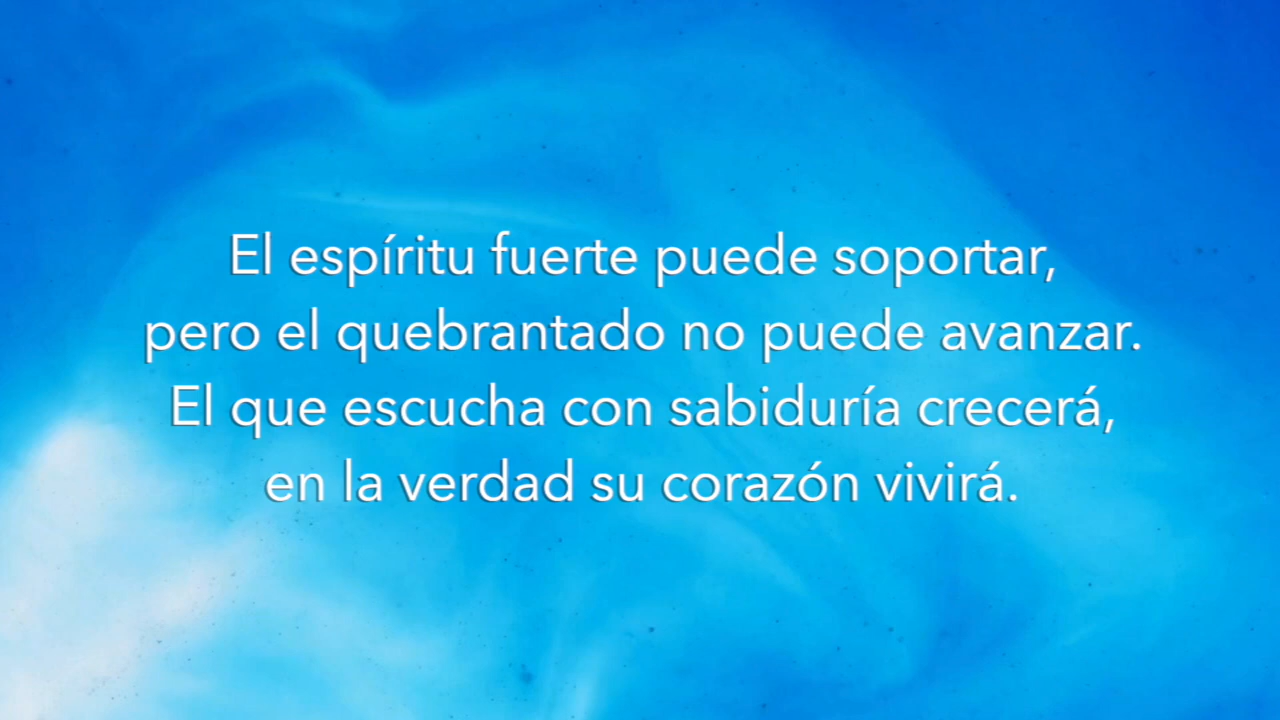 El espíritu fuerte puede soportar,
pero el quebrantado no puede avanzar.
El que escucha con sabiduría crecerá,
en la verdad su corazón vivirá.